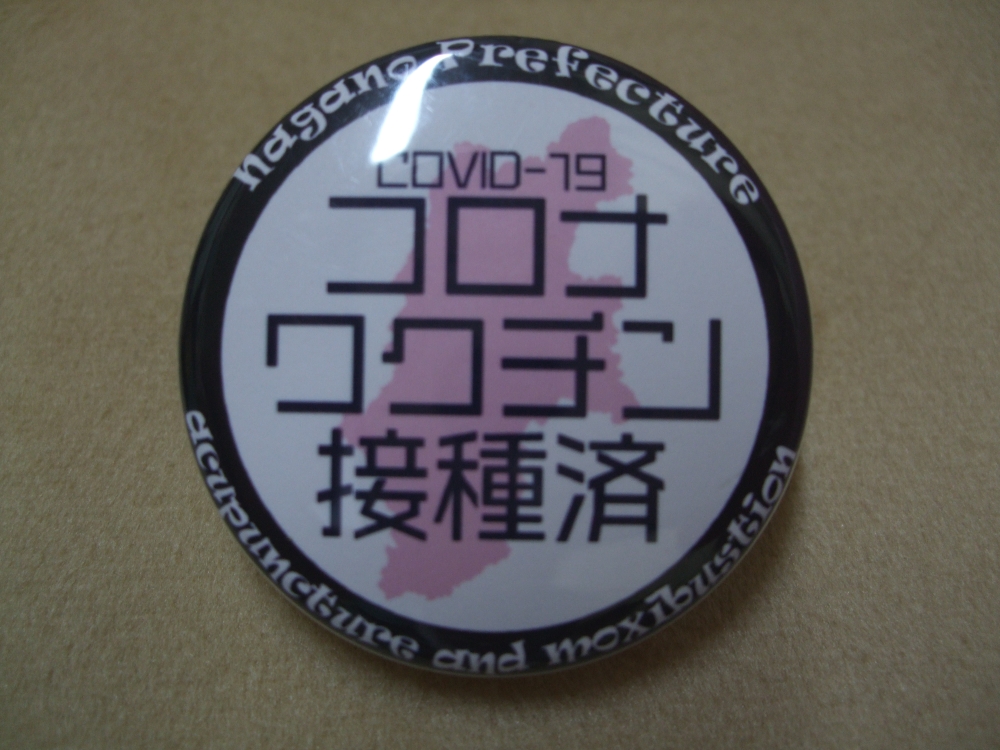 Nagano Prefecture
COVID-19
コロナ
ワクチン
接種済
acupuncture and moxibustion